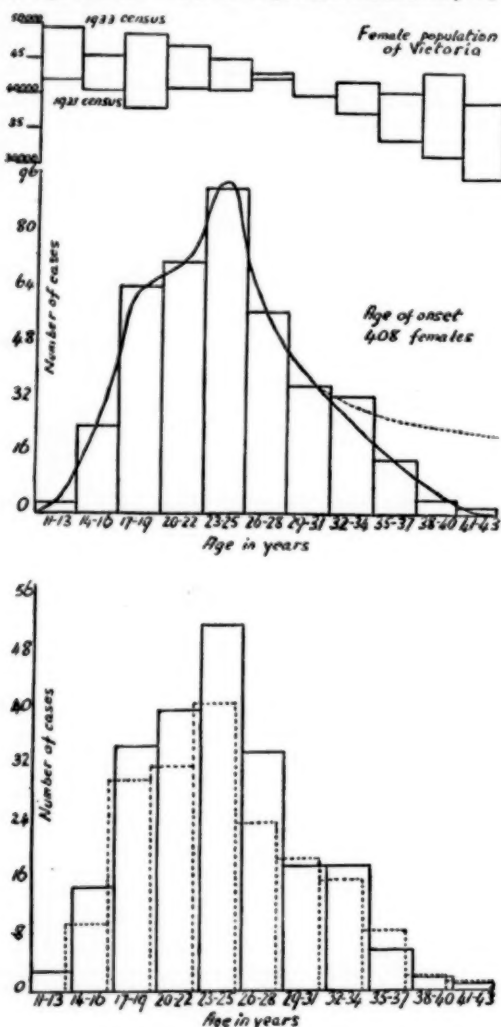 50000
1933 census
Female population
of Victoria
45
40000
1921 census
35
30000
96
80
64
48
32
16
0
Number of cases
Age of onset
408 females
11-13 14-16 17-19 20-22 23-25 26-28 29-31 32-34 35-37 38-40 41-43
Age in years
56
48
40
32
24
16
8
0
Number of cases
11-13 14-16 17-19 20-22 23-25 26-28 29-31 32-34 35-37 38-40 41-43
Age in years